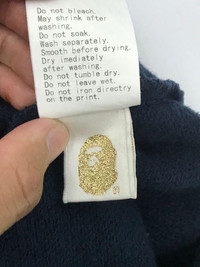 Do not bleach.
May shrink after
washing.
Do not soak.
Wash separately.
Smooth before drying.
Dry imediately
after washing.
Do not tumble dry.
Do not leave wet.
Do not iron directry
on the print.